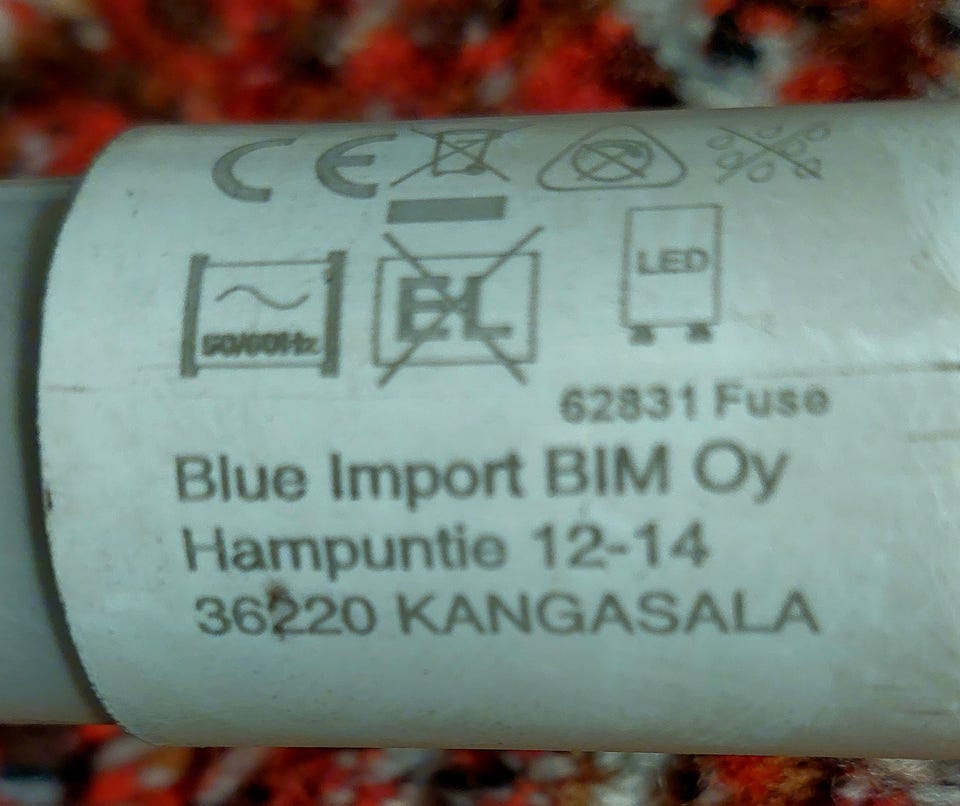 CE
50/60Hz
EL
LED
62831 Fuse
Blue Import BIM Oy
Hampuntie 12-14
36220 KANGASALA